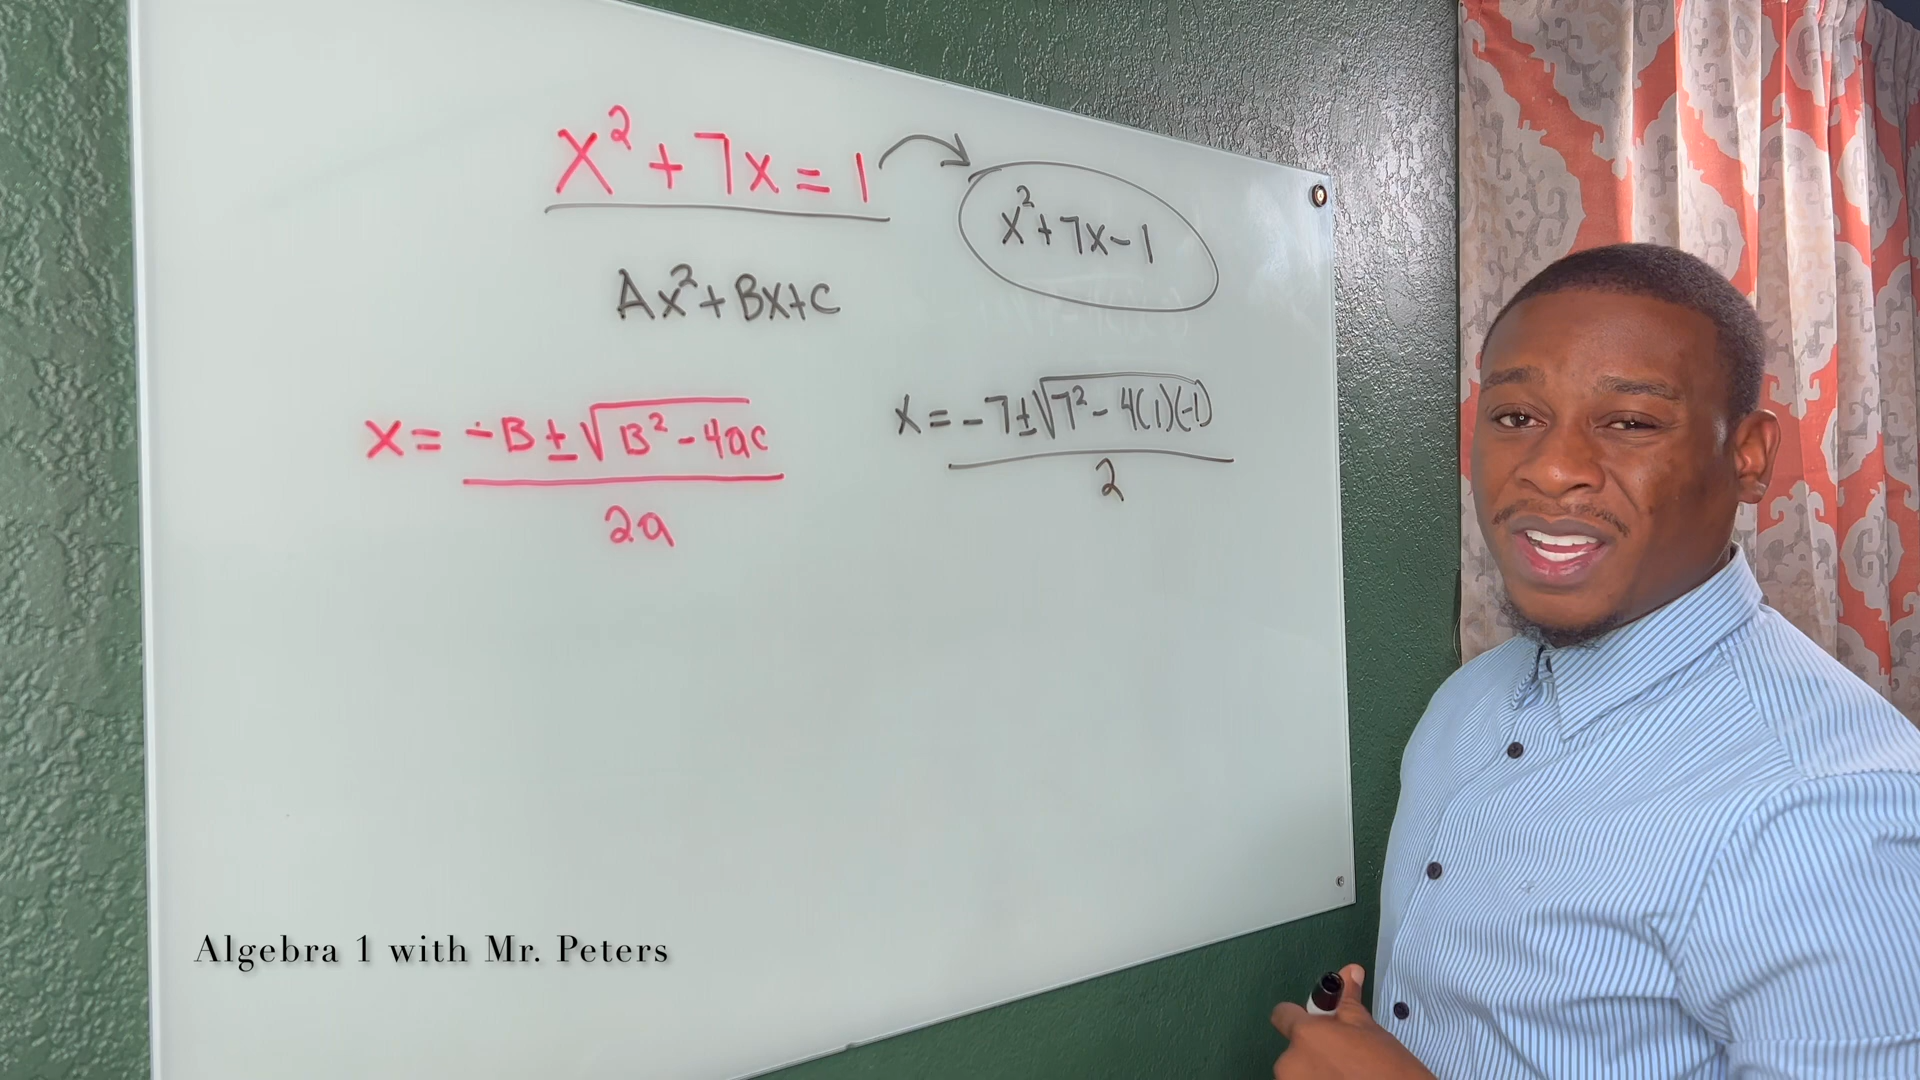 x² + 7x = 1
x² + 7x - 1
Ax² + Bx + C
x = -B ± √B² - 4ac
2a
x = -7 ± √7² - 4(1)(-1)
2
Algebra 1 with Mr. Peters